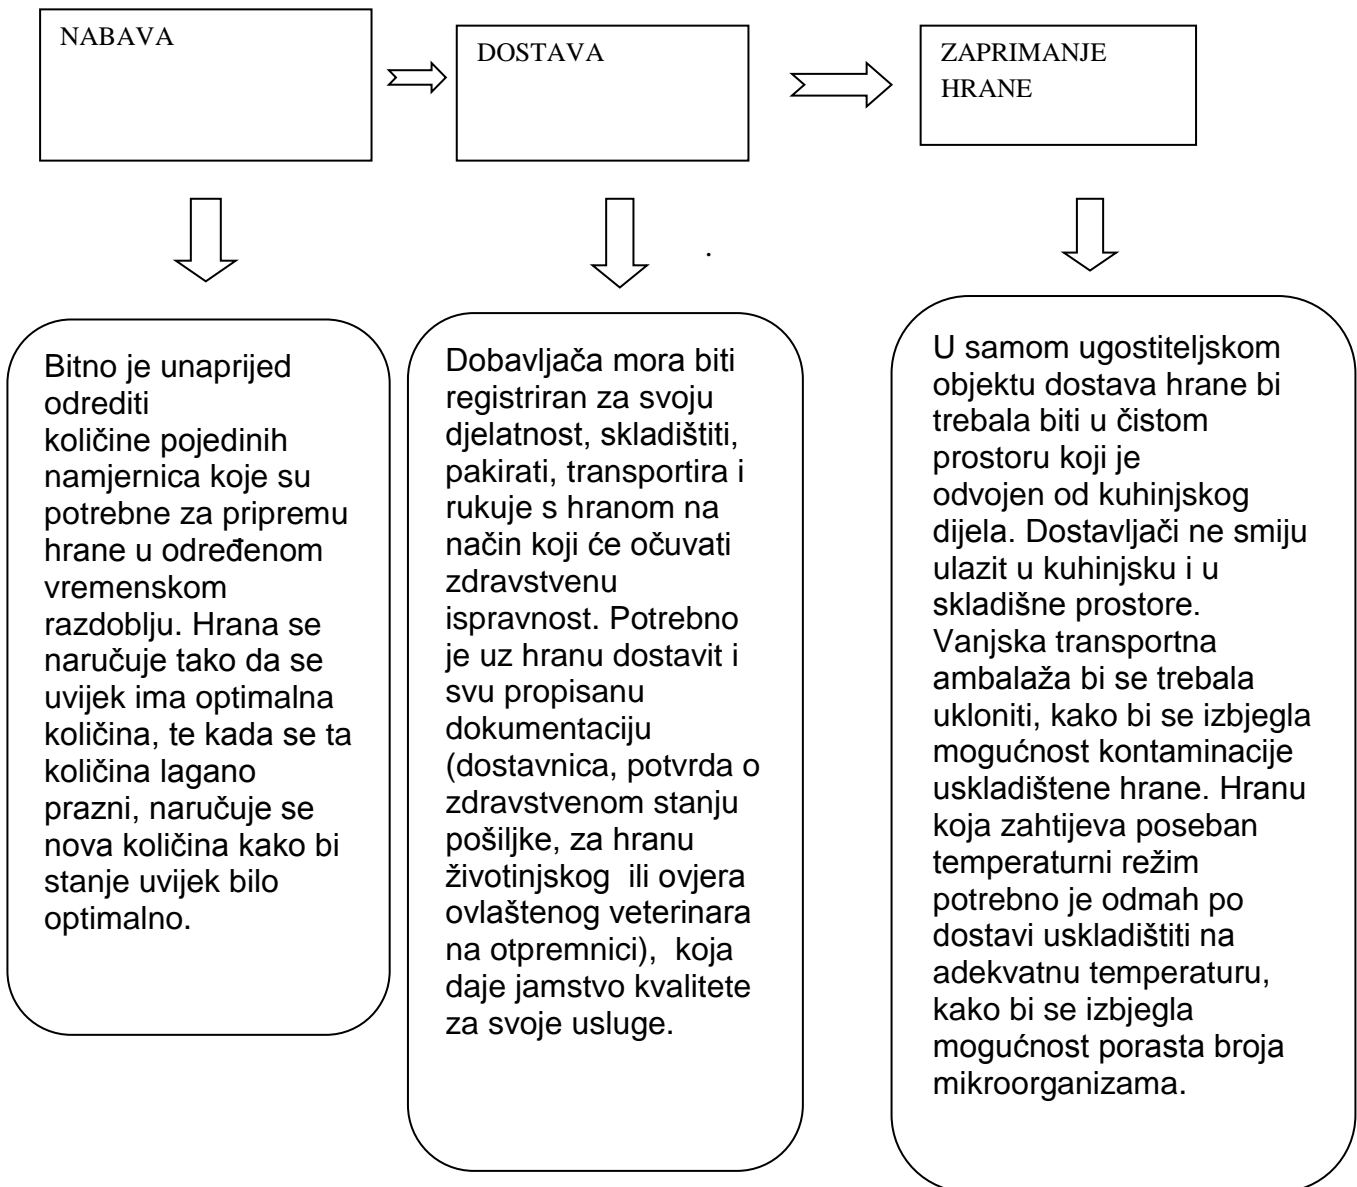 NABAVA
DOSTAVA
ZAPRIMANJE
HRANE
.
Bitno je unaprijed
odrediti
količine pojedinih
namjernica koje su
potrebne za pripremu
hrane u određenom
vremenskom
razdoblju. Hrana se
naručuje tako da se
uvijek ima optimalna
količina, te kada se ta
količina lagano
prazni, naručuje se
nova količina kako bi
stanje uvijek bilo
optimalno.
Dobavljača mora biti
registriran za svoju
djelatnost, skladištiti,
pakirati, transportira i
rukuje s hranom na
način koji će očuvati
zdravstvenu
ispravnost. Potrebno
je uz hranu dostavit i
svu propisanu
dokumentaciju
(dostavnica, potvrda o
zdravstvenom stanju
pošiljke, za hranu
životinjskog  ili ovjera
ovlaštenog veterinara
na otpremnici),  koja
daje jamstvo kvalitete
za svoje usluge.
U samom ugostiteljskom
objektu dostava hrane bi
trebala biti u čistom
prostoru koji je
odvojen od kuhinjskog
dijela. Dostavljači ne smiju
ulazit u kuhinjsku i u
skladišne prostore.
Vanjska transportna
ambalaža bi se trebala
ukloniti, kako bi se izbjegla
mogućnost kontaminacije
uskladištene hrane. Hranu
koja zahtijeva poseban
temperaturni režim
potrebno je odmah po
dostavi uskladištiti na
adekvatnu temperaturu,
kako bi se izbjegla
mogućnost porasta broja
mikroorganizama.